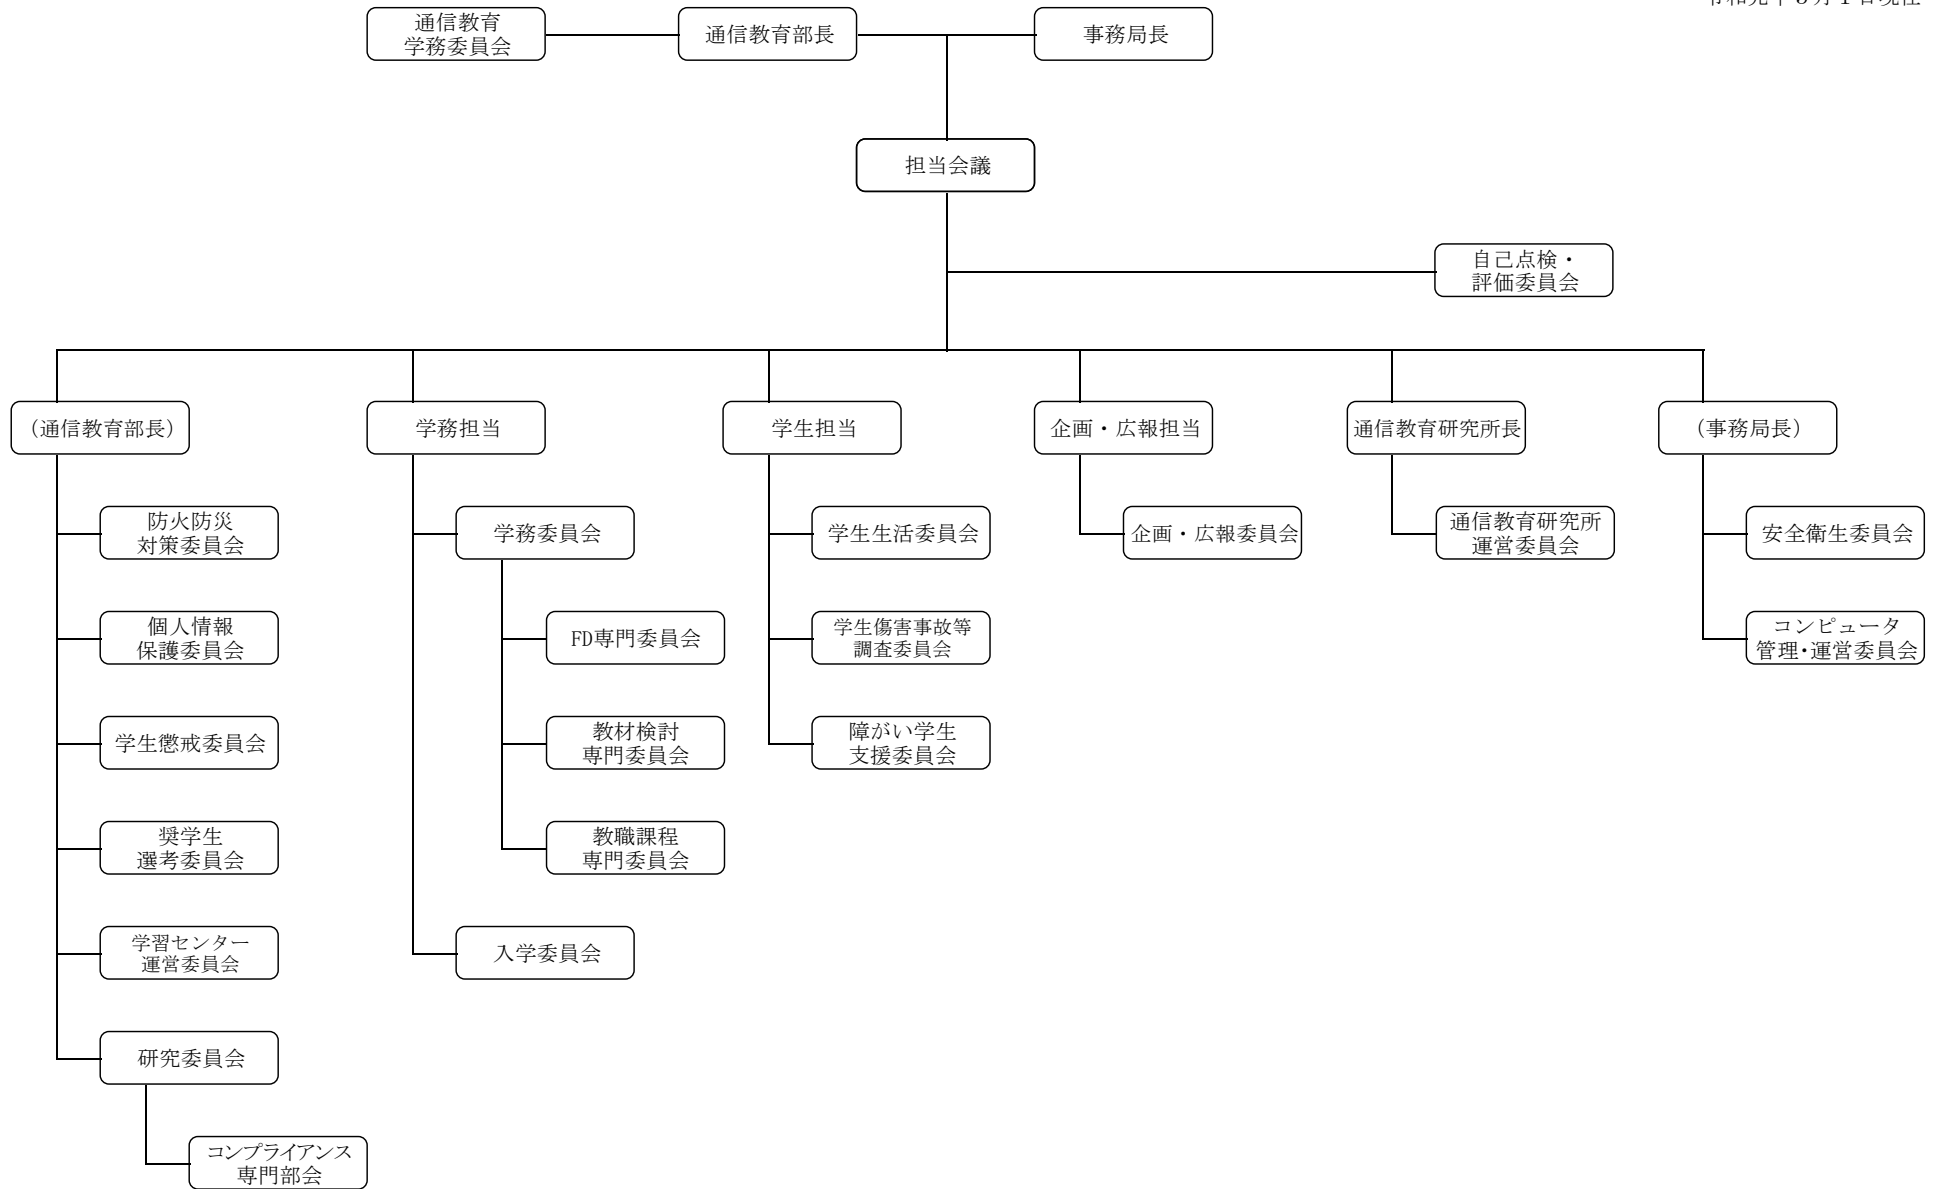 通信教育
学務委員会
通信教育部長
事務局長
担当会議
自己点検・
評価委員会
（通信教育部長）
学務担当
学生担当
企画・広報担当
通信教育研究所長
（事務局長）
防火防災
対策委員会
学務委員会
学生生活委員会
企画・広報委員会
通信教育研究所
運営委員会
安全衛生委員会
個人情報
保護委員会
FD専門委員会
学生傷害事故等
調査委員会
コンピュータ
管理・運営委員会
学生懲戒委員会
教材検討
専門委員会
障がい学生
支援委員会
奨学生
選考委員会
教職課程
専門委員会
学習センター
運営委員会
入学委員会
研究委員会
コンプライアンス
専門部会